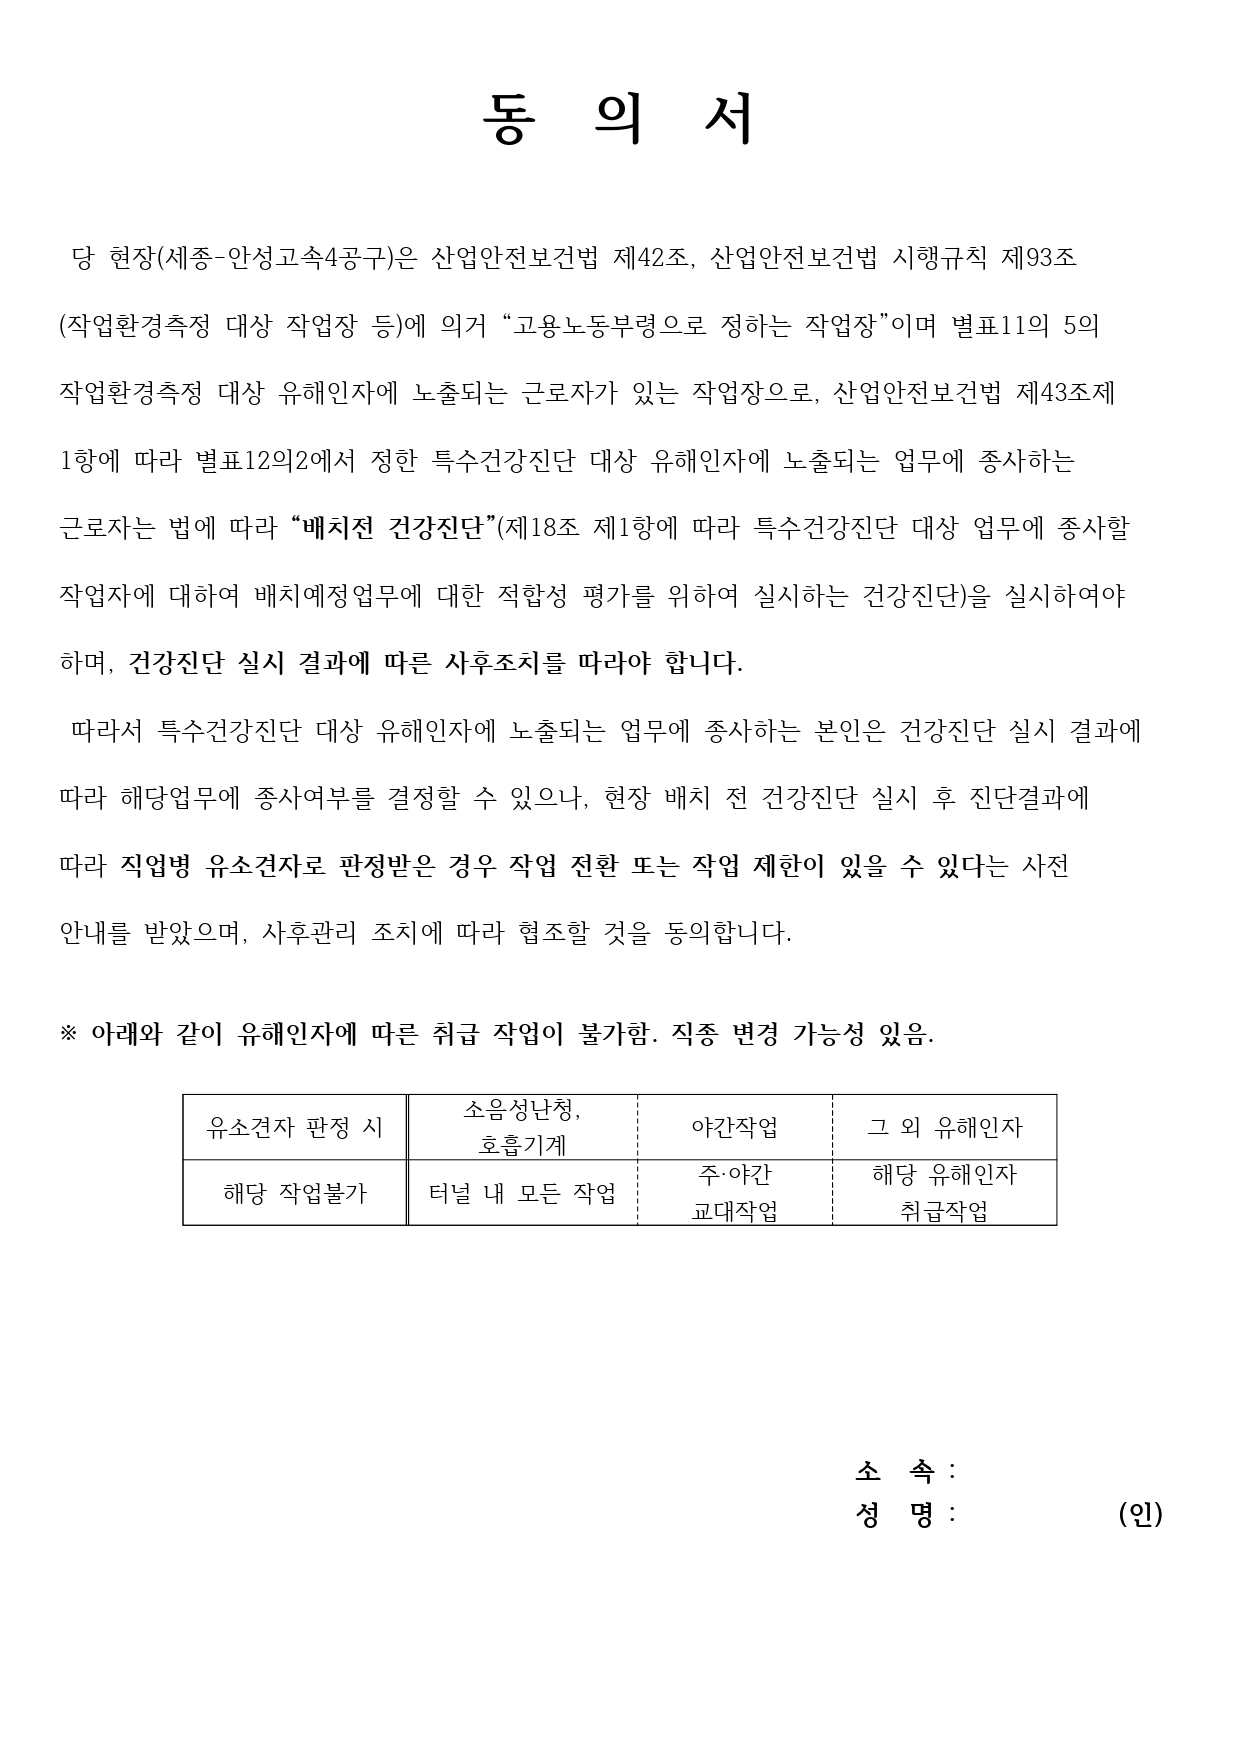 동 의 서
당 현장(세종-안성고속4공구)은 산업안전보건법 제42조, 산업안전보건법 시행규칙 제93조
(작업환경측정 대상 작업장 등)에 의거 “고용노동부령으로 정하는 작업장”이며 별표11의 5의
작업환경측정 대상 유해인자에 노출되는 근로자가 있는 작업장으로, 산업안전보건법 제43조제
1항에 따라 별표12의2에서 정한 특수건강진단 대상 유해인자에 노출되는 업무에 종사하는
근로자는 법에 따라 “배치전 건강진단”(제18조 제1항에 따라 특수건강진단 대상 업무에 종사할
작업자에 대하여 배치예정업무에 대한 적합성 평가를 위하여 실시하는 건강진단)을 실시하여야
하며, 건강진단 실시 결과에 따른 사후조치를 따라야 합니다.
따라서 특수건강진단 대상 유해인자에 노출되는 업무에 종사하는 본인은 건강진단 실시 결과에
따라 해당업무에 종사여부를 결정할 수 있으나, 현장 배치 전 건강진단 실시 후 진단결과에
따라 직업병 유소견자로 판정받은 경우 작업 전환 또는 작업 제한이 있을 수 있다는 사전
안내를 받았으며, 사후관리 조치에 따라 협조할 것을 동의합니다.
※ 아래와 같이 유해인자에 따른 취급 작업이 불가함. 직종 변경 가능성 있음.
유소견자 판정 시
소음성난청,
호흡기계
야간작업
그 외 유해인자
해당 작업불가
터널 내 모든 작업
주·야간
교대작업
해당 유해인자
취급작업
소 속 :
성 명 : (인)